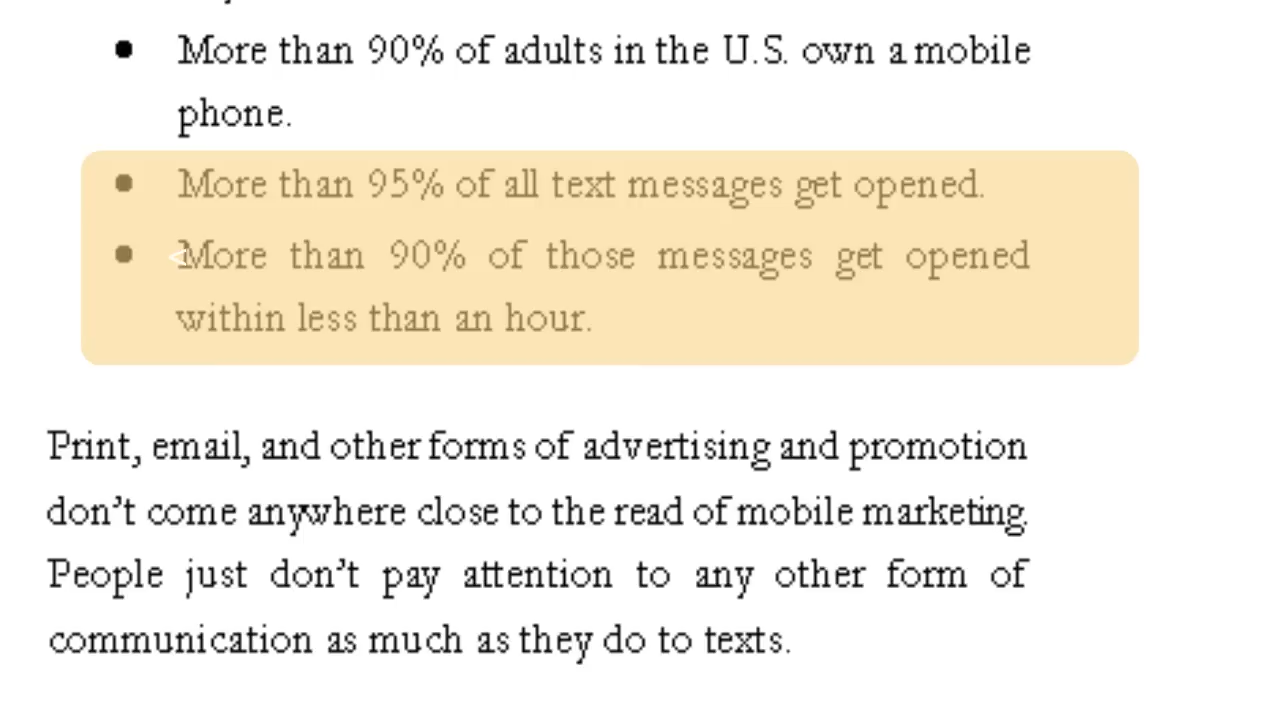 • More than 90% of adults in the U.S. own a mobile
phone.
• More than 95% of all text messages get opened.
• More than 90% of those messages get opened
within less than an hour.
Print, email, and other forms of advertising and promotion
don’t come anywhere close to the read of mobile marketing.
People just don’t pay attention to any other form of
communication as much as they do to texts.